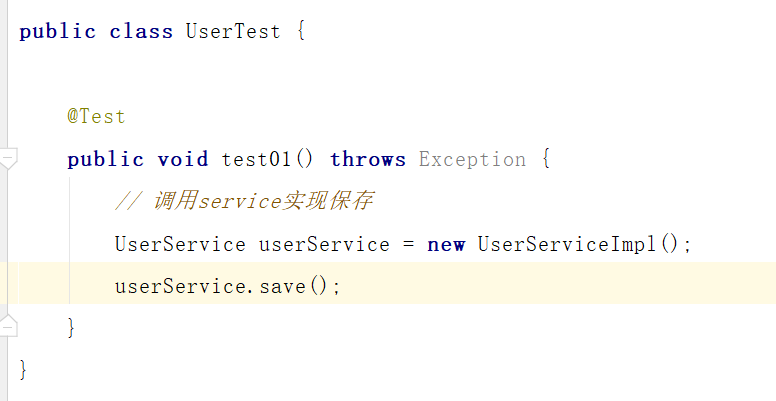 public class UserTest {
@Test
public void test01() throws Exception {
// 调用service实现保存
UserService userService = new UserServiceImpl();
userService.save();
}
}